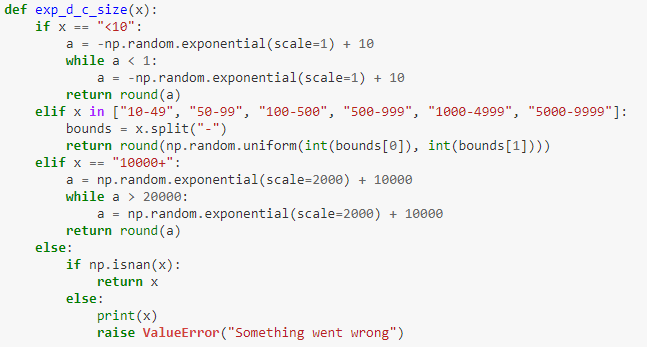 def exp_d_c_size(x):
    if x == "<10":
        a = -np.random.exponential(scale=1) + 10
        while a < 1:
            a = -np.random.exponential(scale=1) + 10
        return round(a)
    elif x in ["10-49", "50-99", "100-500", "500-999", "1000-4999", "5000-9999"]:
        bounds = x.split("-")
        return round(np.random.uniform(int(bounds[0]), int(bounds[1])))
    elif x == "10000+":
        a = np.random.exponential(scale=2000) + 10000
        while a > 20000:
            a = np.random.exponential(scale=2000) + 10000
        return round(a)
    else:
        if np.isnan(x):
            return x
        else:
            print(x)
            raise ValueError("Something went wrong")